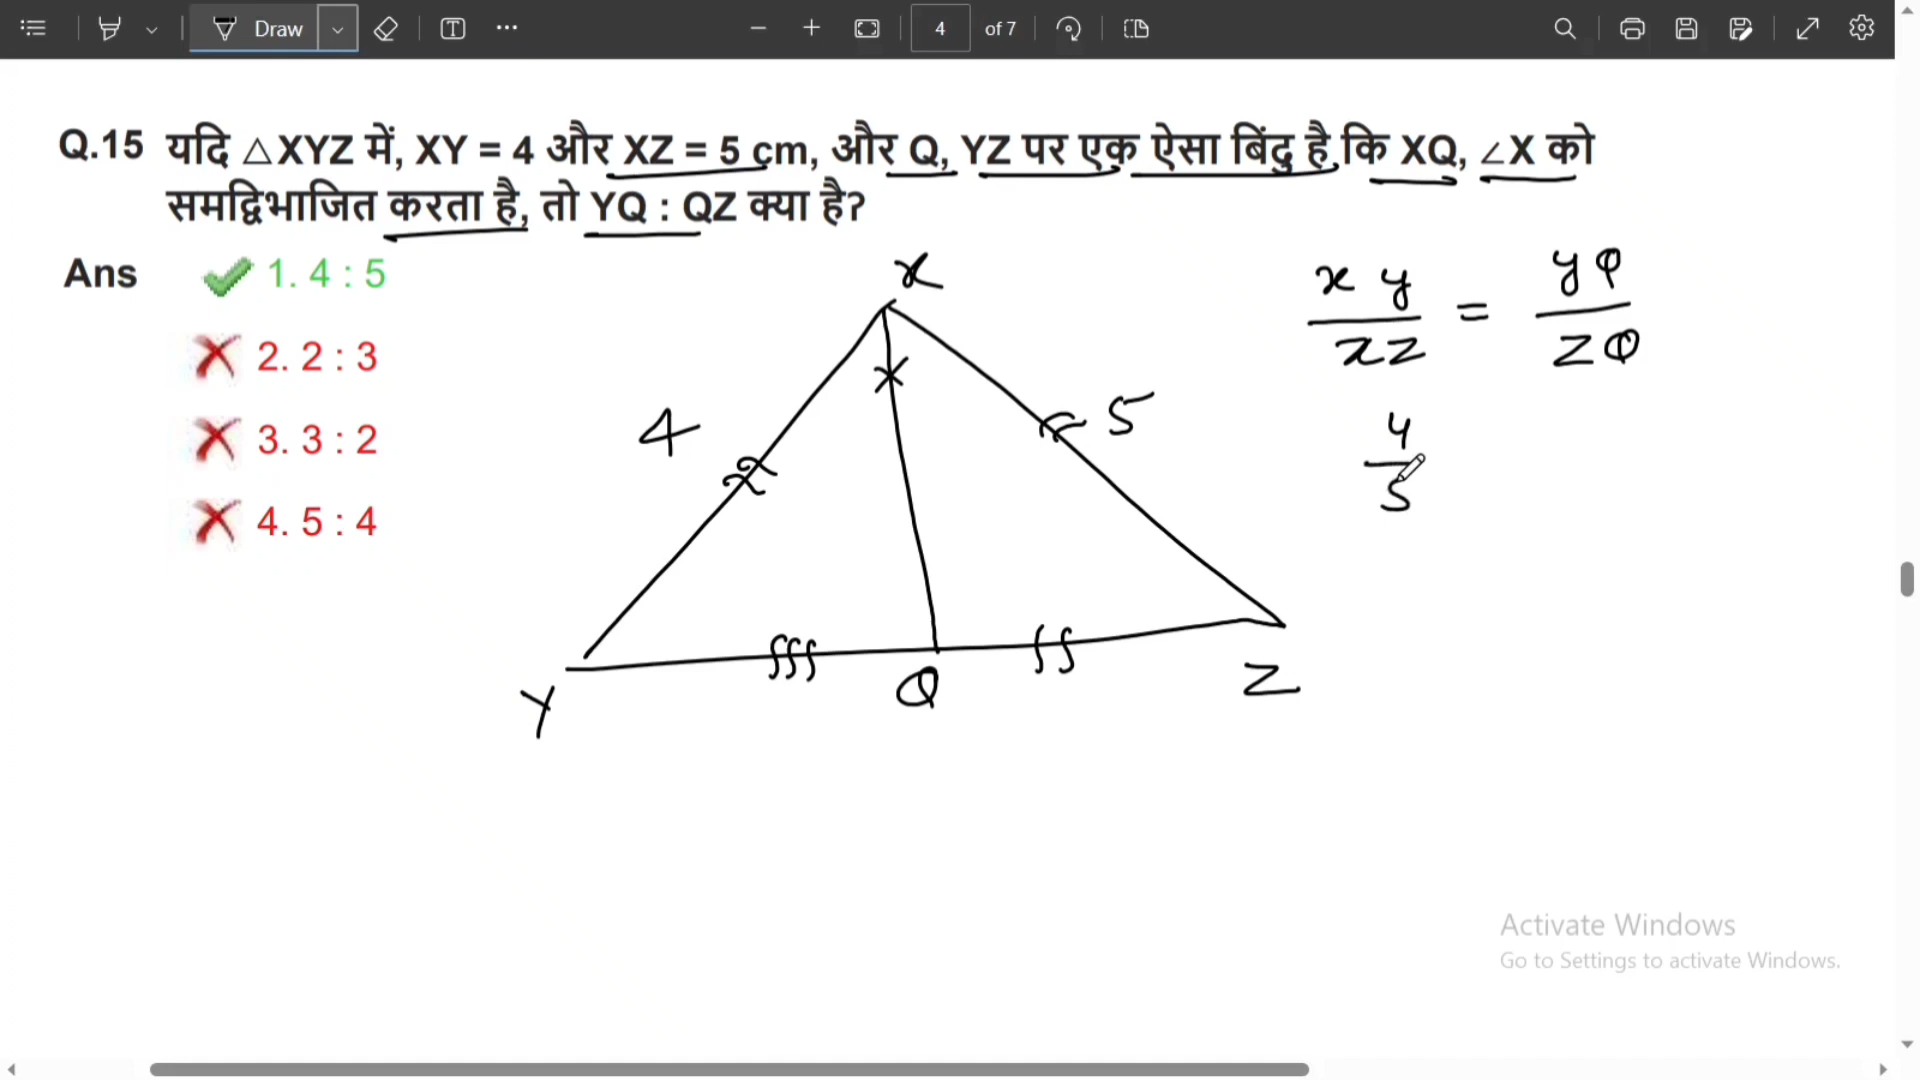 Draw
4 of 7
Q.15 यदि △XYZ में, XY = 4 और XZ = 5 cm, और Q, YZ पर एक ऐसा बिंदु है कि XQ, ∠X को
समद्विभाजित करता है, तो YQ : QZ क्या है?
Ans 1. 4 : 5
2. 2 : 3
3. 3 : 2
4. 5 : 4
x
4
5
Y
Q
Z
xy/xz = yQ/zQ
4/5
Activate Windows
Go to Settings to activate Windows.